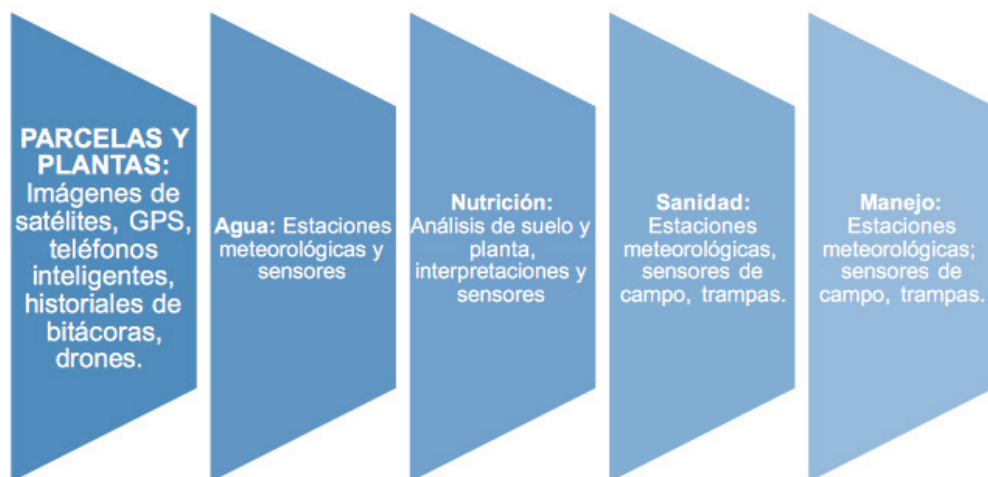 PARCELAS Y
PLANTAS:
Imágenes de
satélites, GPS,
teléfonos
inteligentes,
historiales de
bitácoras,
drones.
Agua: Estaciones
meteorológicas y
sensores
Nutrición:
Análisis de suelo y
planta,
interpretaciones y
sensores
Sanidad:
Estaciones
meteorológicas,
sensores de
campo, trampas.
Manejo:
Estaciones
meteorológicas;
sensores de
campo, trampas.